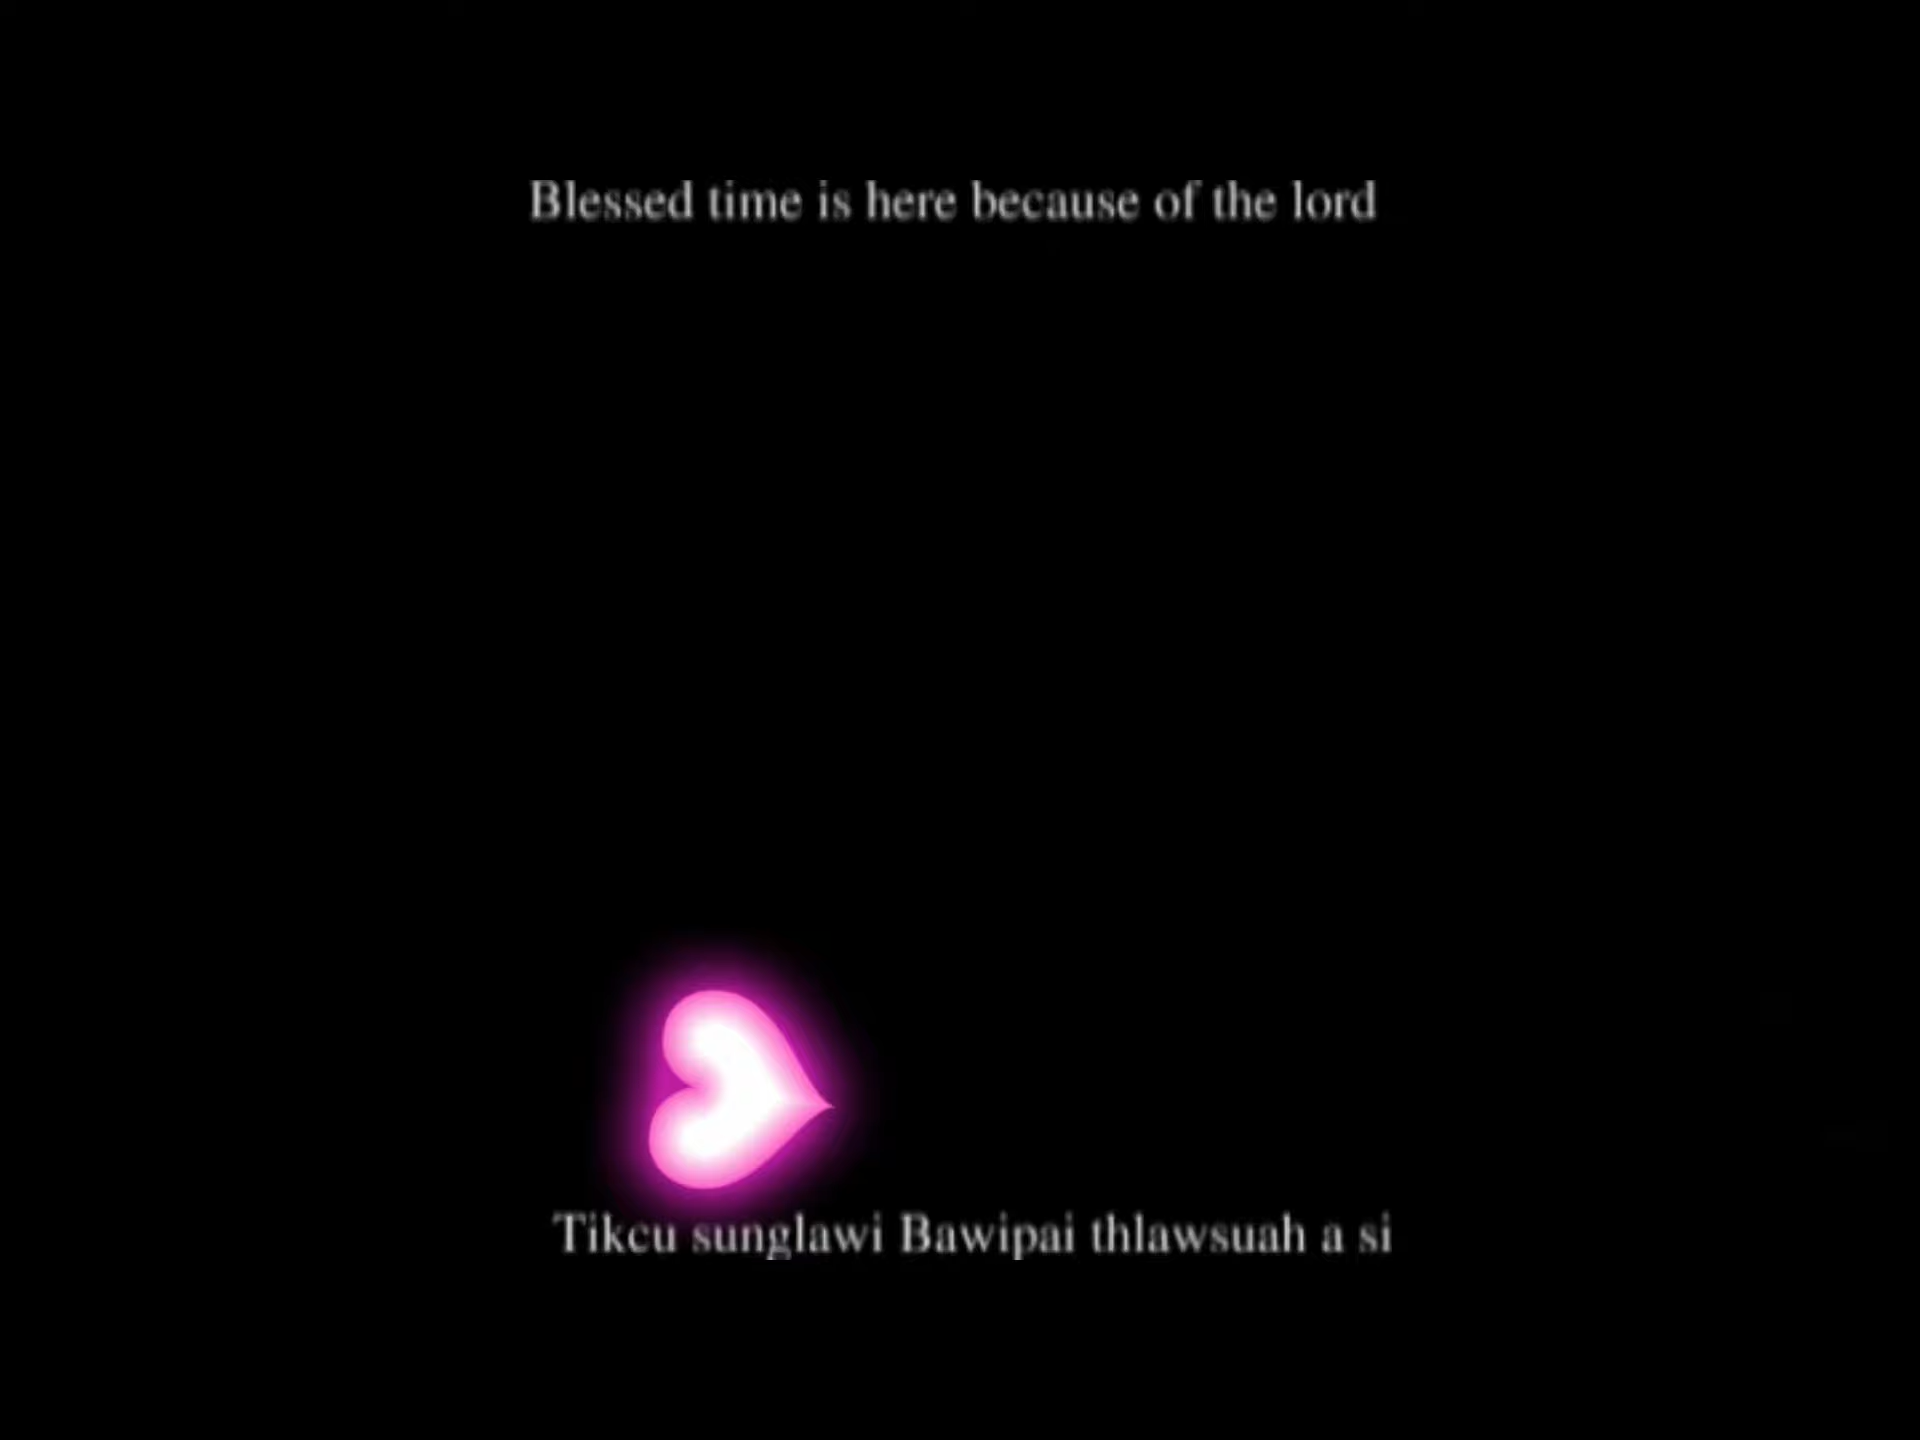 Blessed time is here because of the lord
Tikcu sunglawi Bawipai thlawsuah a si